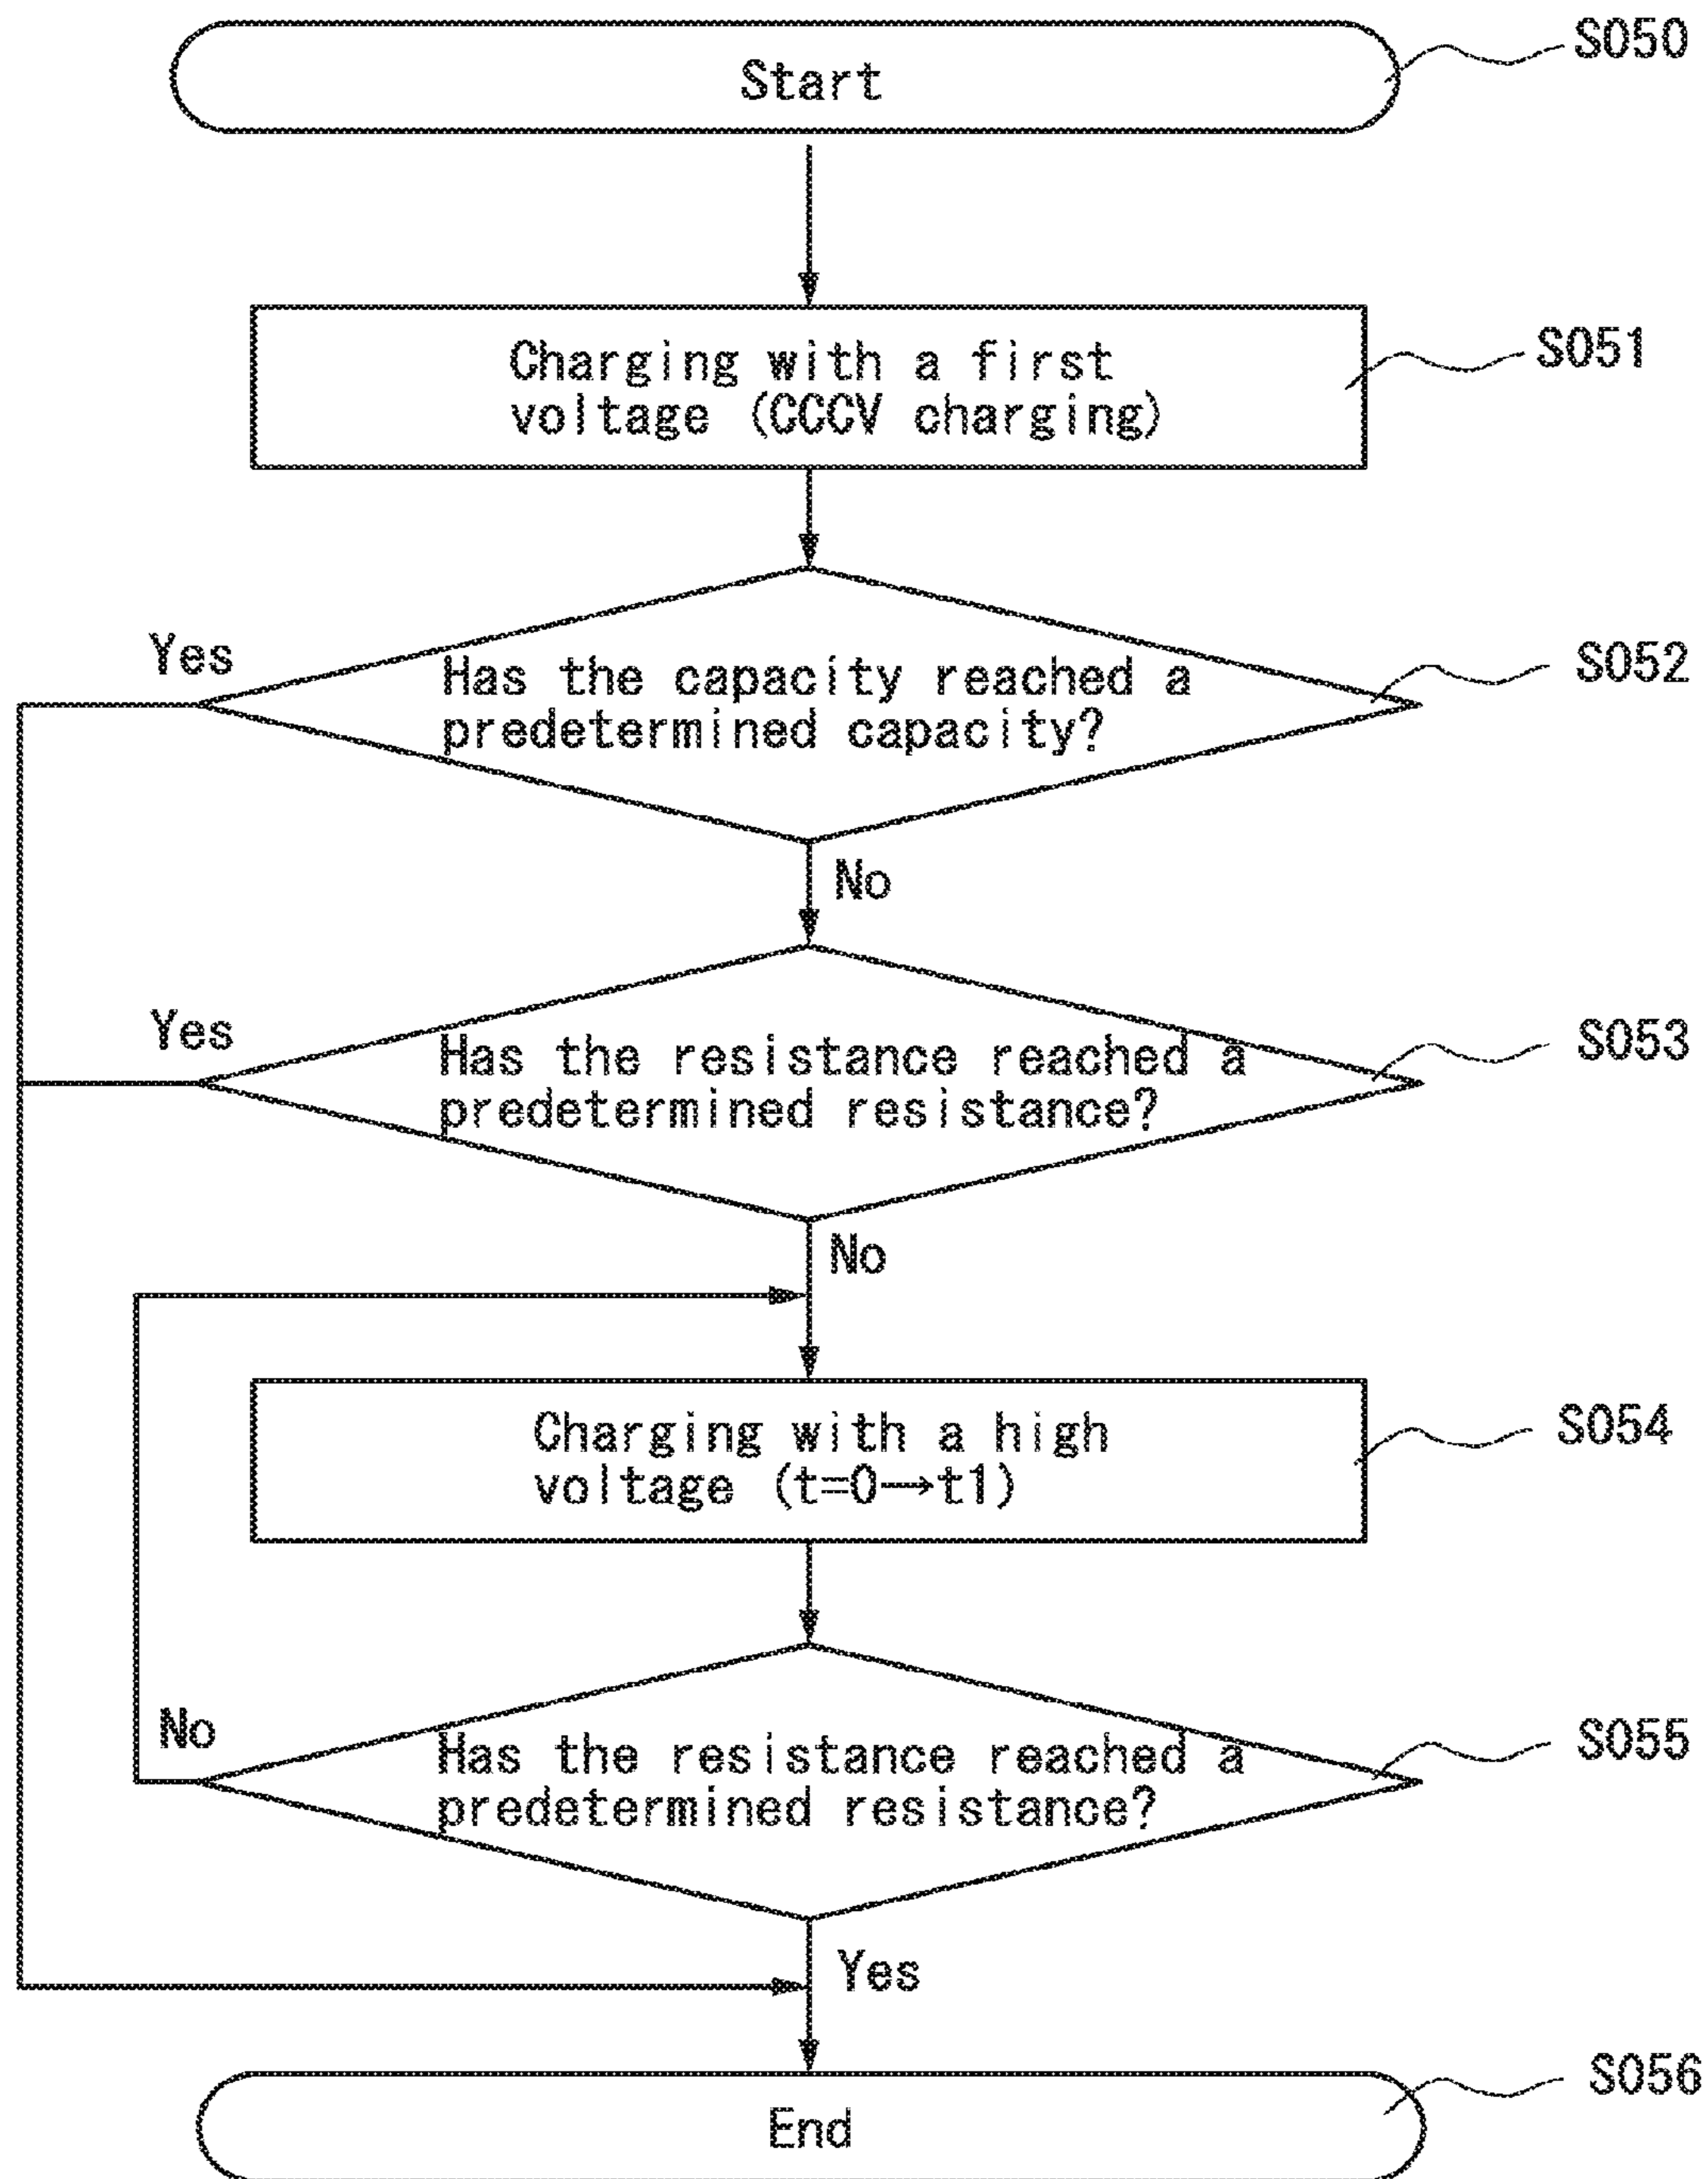 Start
S050
Charging with a first
voltage (CCCV charging)
S051
Yes
Has the capacity reached a
predetermined capacity?
S052
No
Yes
Has the resistance reached a
predetermined resistance?
S053
No
Charging with a high
voltage (t=0→t1)
S054
No
Has the resistance reached a
predetermined resistance?
S055
Yes
End
S056